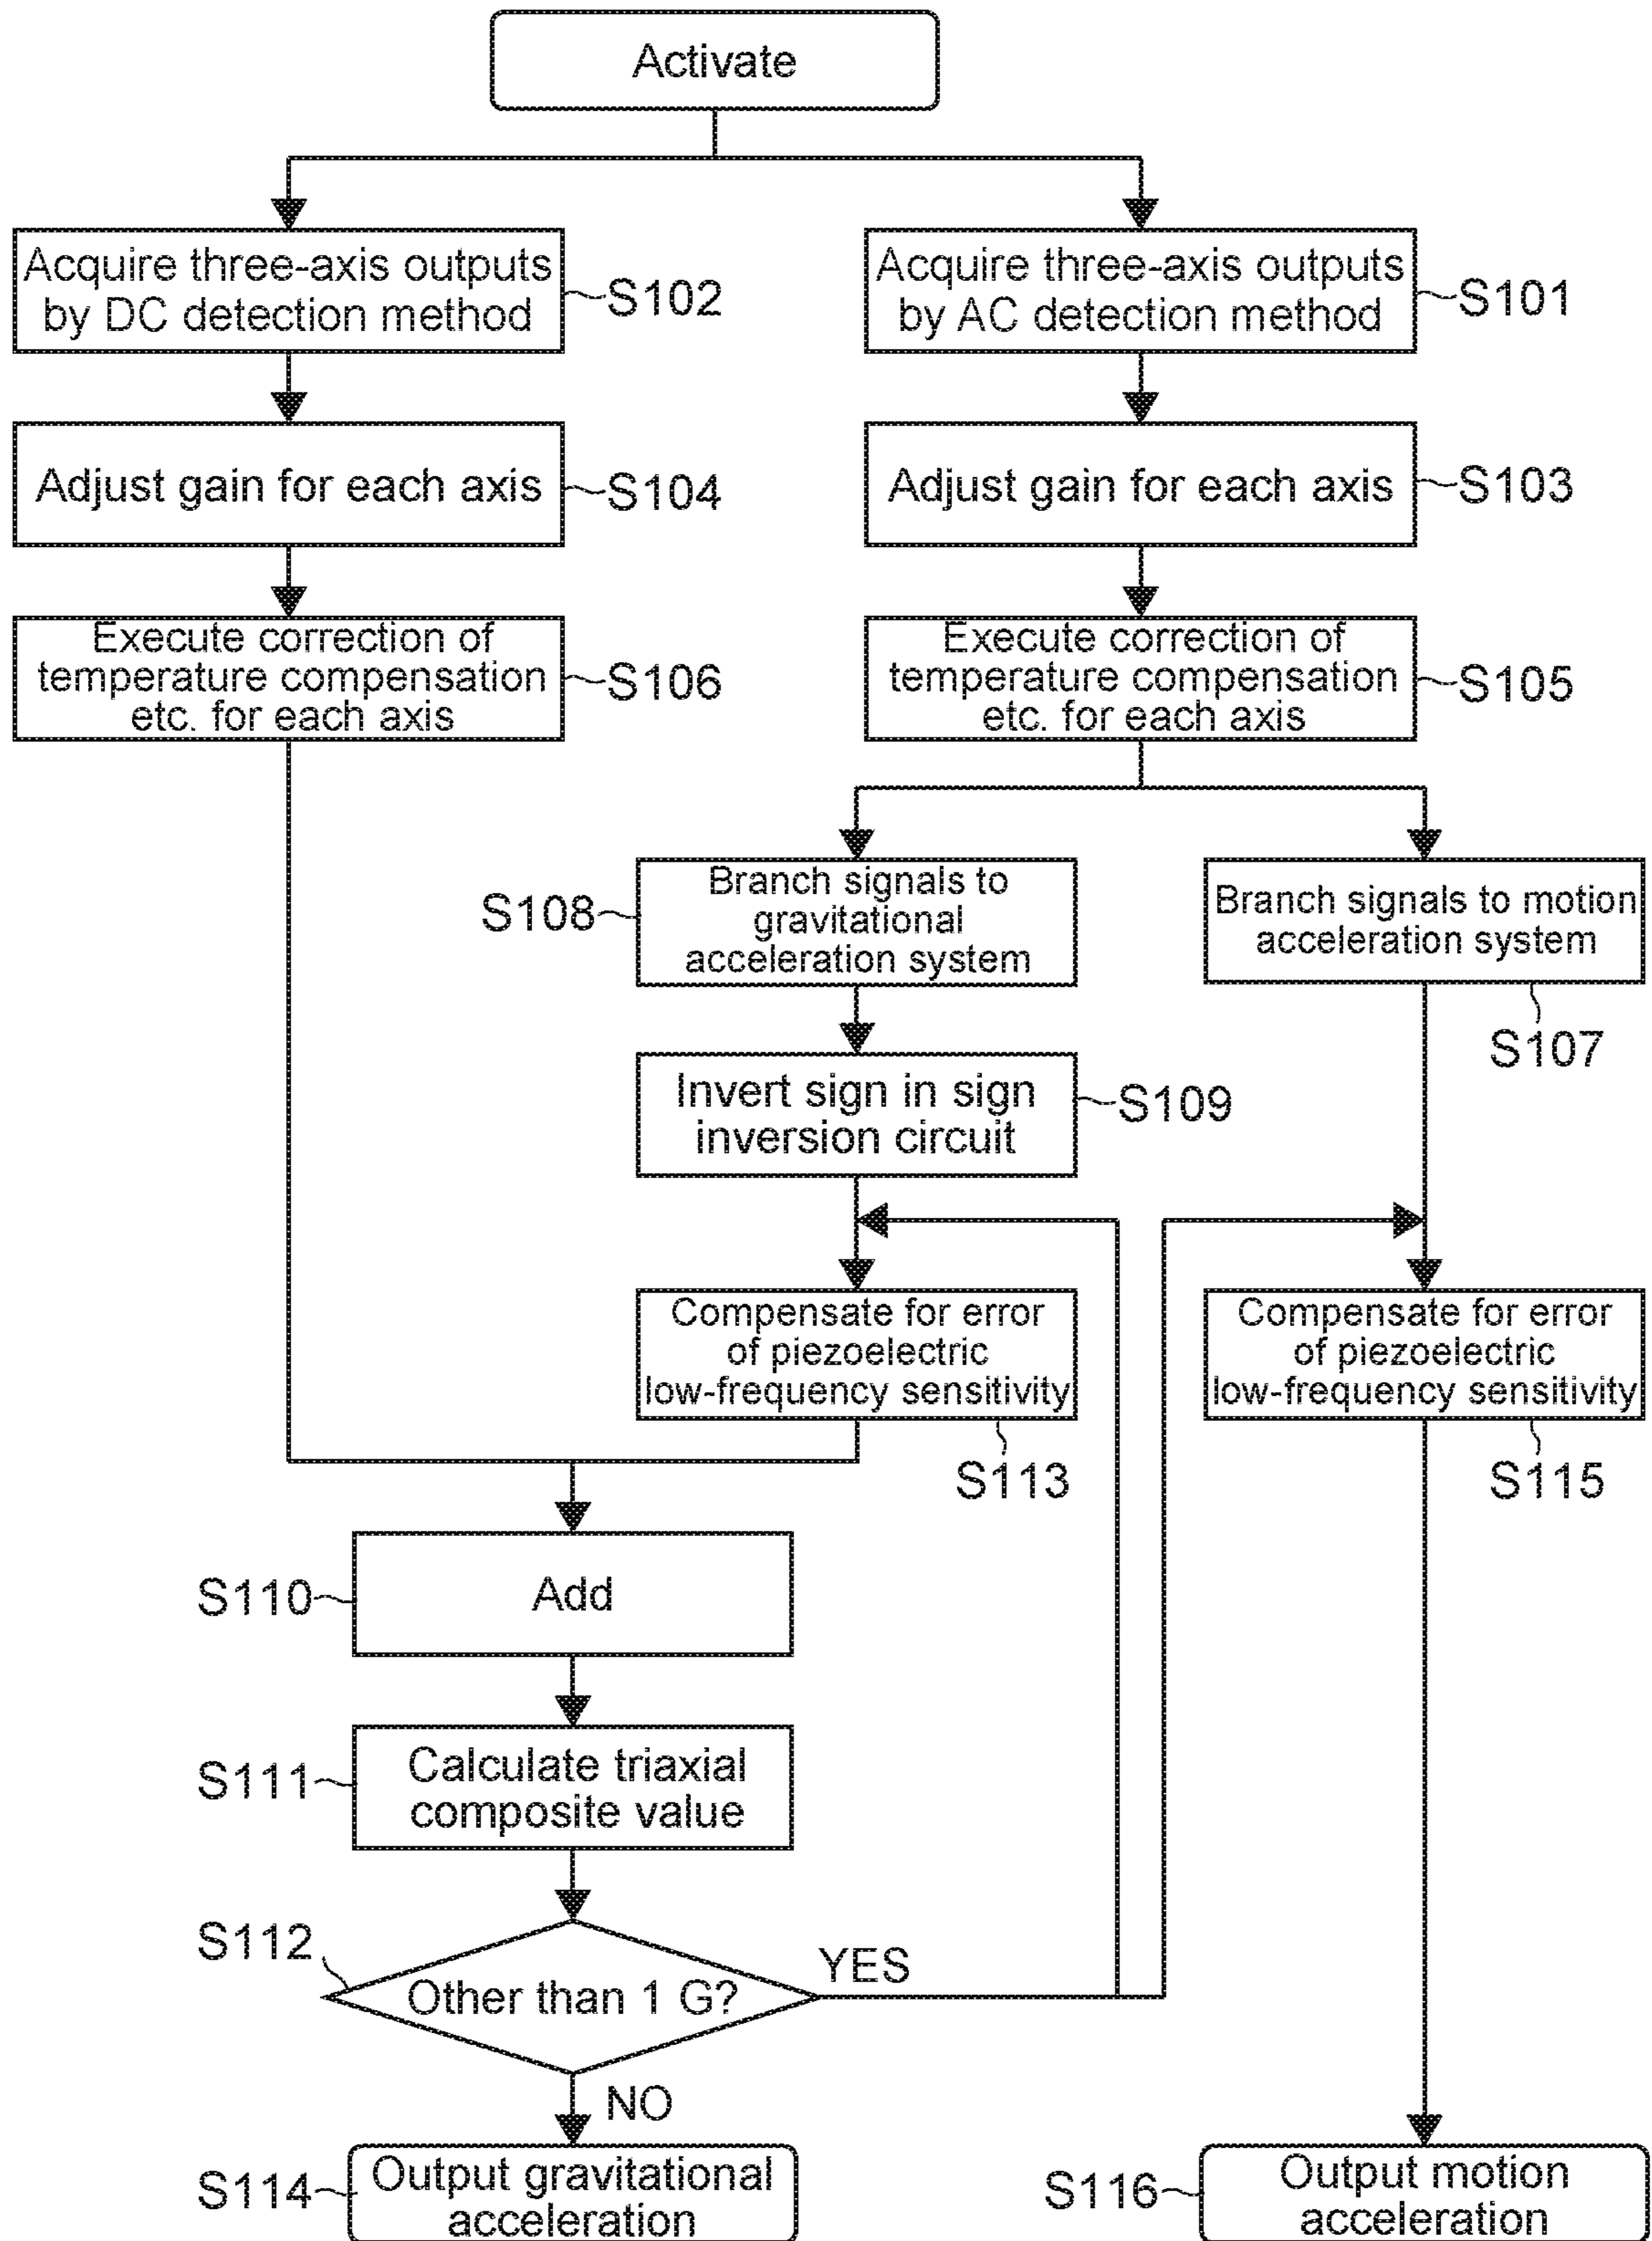 Activate
Acquire three-axis outputs
by DC detection method
S102
Acquire three-axis outputs
by AC detection method
S101
Adjust gain for each axis
S104
Adjust gain for each axis
S103
Execute correction of
temperature compensation
etc. for each axis
S106
Execute correction of
temperature compensation
etc. for each axis
S105
S108
Branch signals to
gravitational
acceleration system
Branch signals to motion
acceleration system
S107
Invert sign in sign
inversion circuit
S109
Compensate for error
of piezoelectric
low-frequency sensitivity
S113
Compensate for error
of piezoelectric
low-frequency sensitivity
S115
S110
Add
S111
Calculate triaxial
composite value
S112
Other than 1 G?
YES
NO
S114
Output gravitational
acceleration
S116
Output motion
acceleration